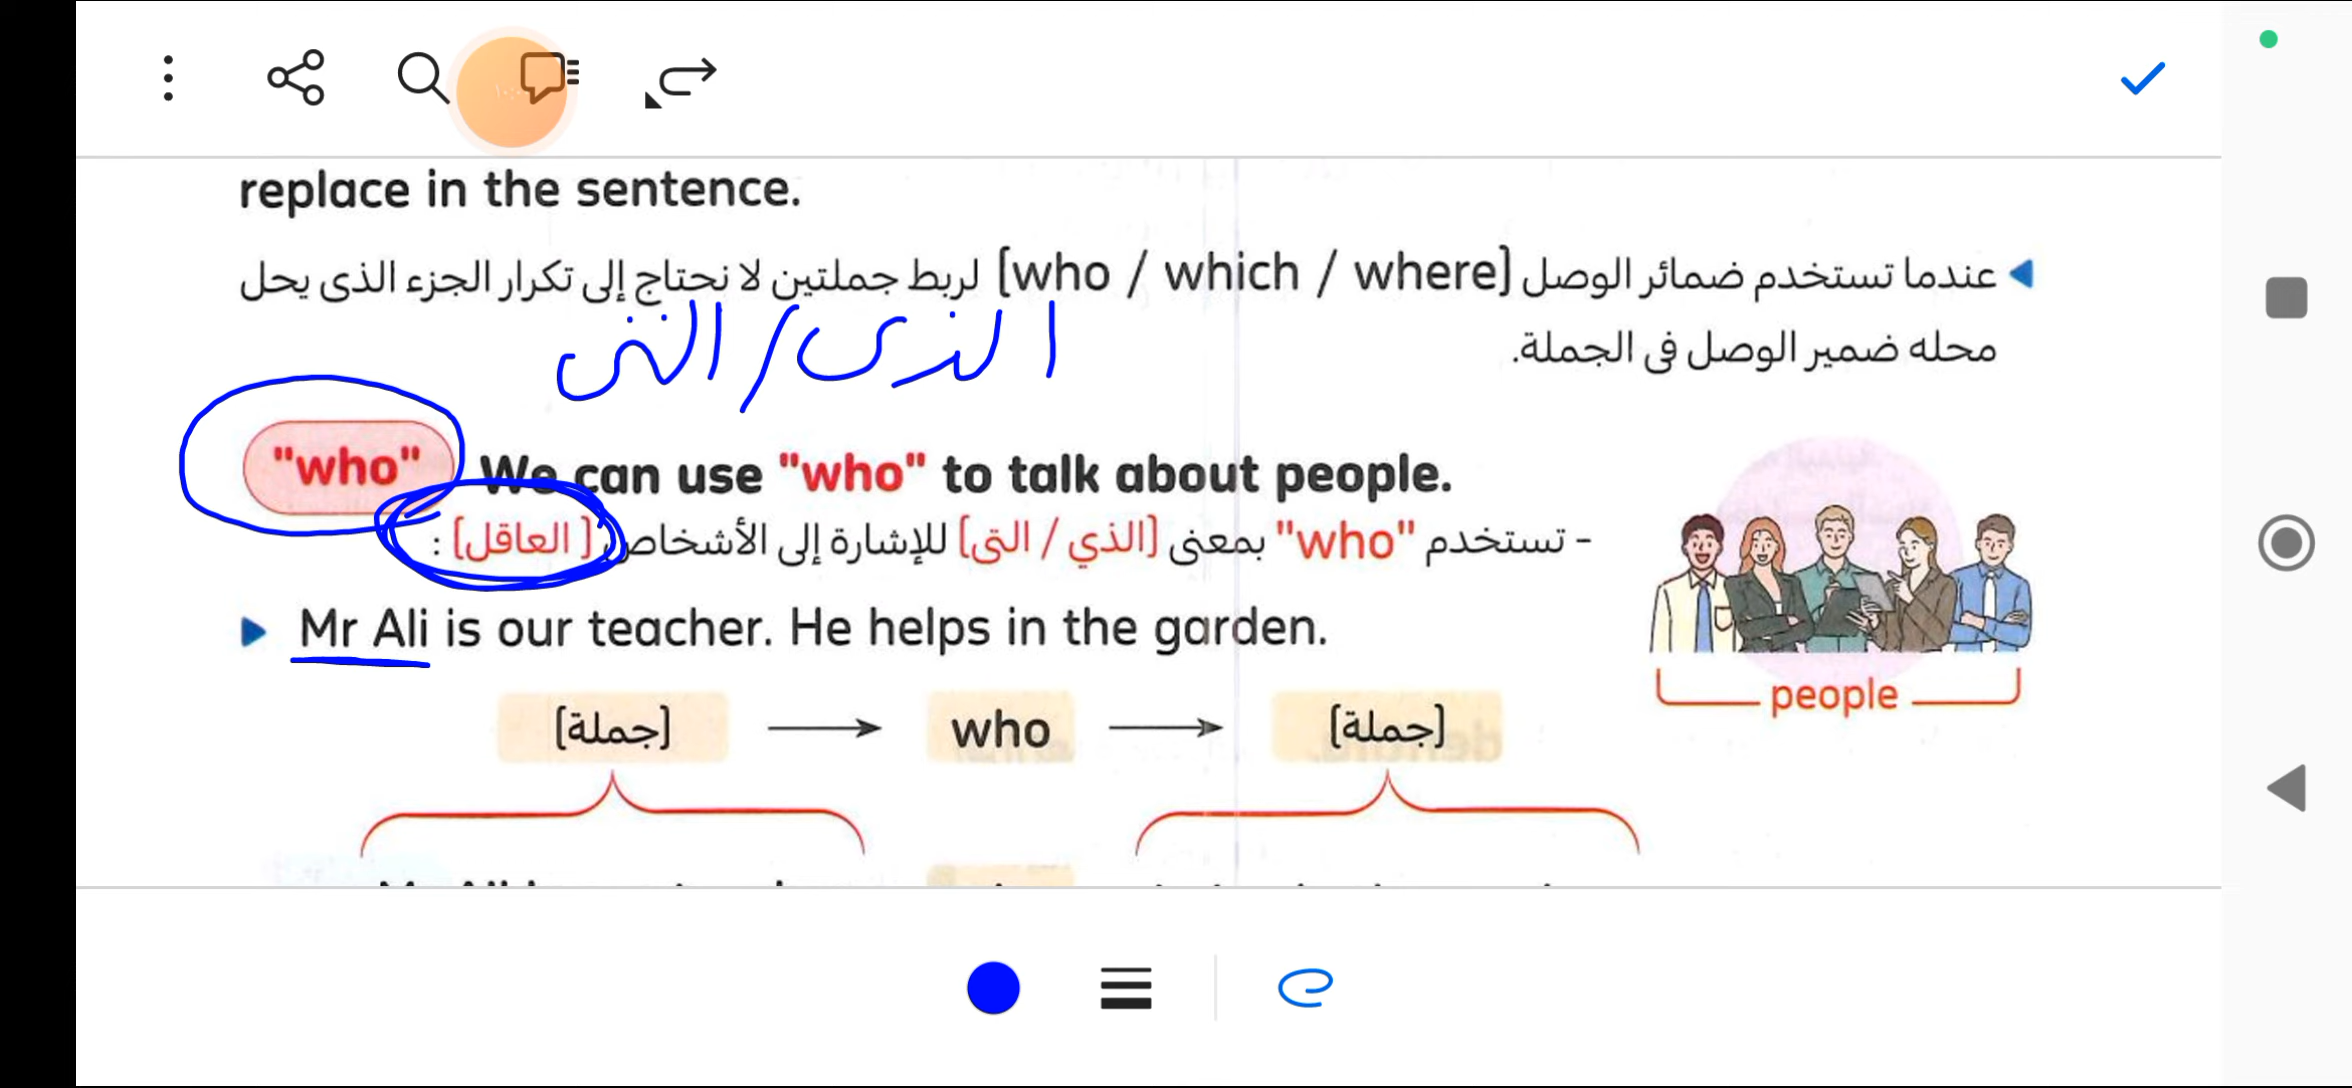 replace in the sentence.
عندما تستخدم ضمائر الوصل [who / which / where] لربط جملتين لا نحتاج إلى تكرار الجزء الذى يحل
محله ضمير الوصل فى الجملة.
الذى / التى
"who" We can use "who" to talk about people.
- تستخدم "who" بمعنى [الذي / التى] للإشارة إلى الأشخاص [العاقل] :
Mr Ali is our teacher. He helps in the garden.
people
[جملة] who [جملة]